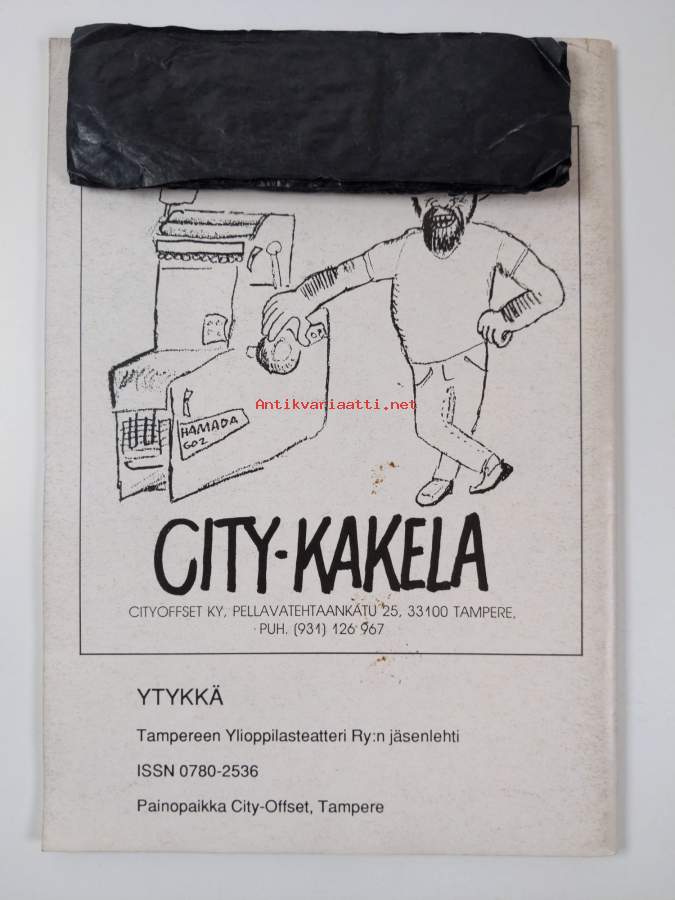 HAMADA
602
Antikvariaatti.net
CITY-KAKELA
CITYOFFSET KY, PELLAVATEHTAANKATU 25, 33100 TAMPERE,
PUH. (931) 126 967
YTYKKÄ
Tampereen Ylioppilasteatteri Ry:n jäsenlehti
ISSN 0780-2536
Painopaikka City-Offset, Tampere